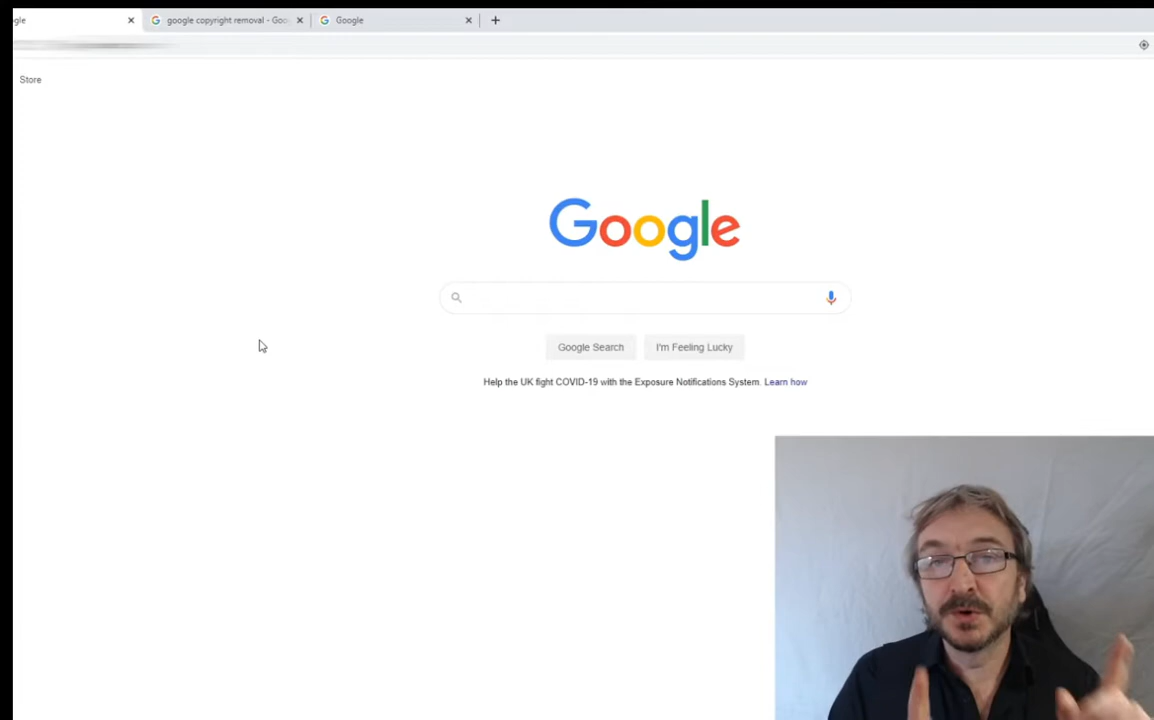 gle
google copyright removal - Goo
Google
Store
Google
Google Search
I'm Feeling Lucky
Help the UK fight COVID-19 with the Exposure Notifications System. Learn how